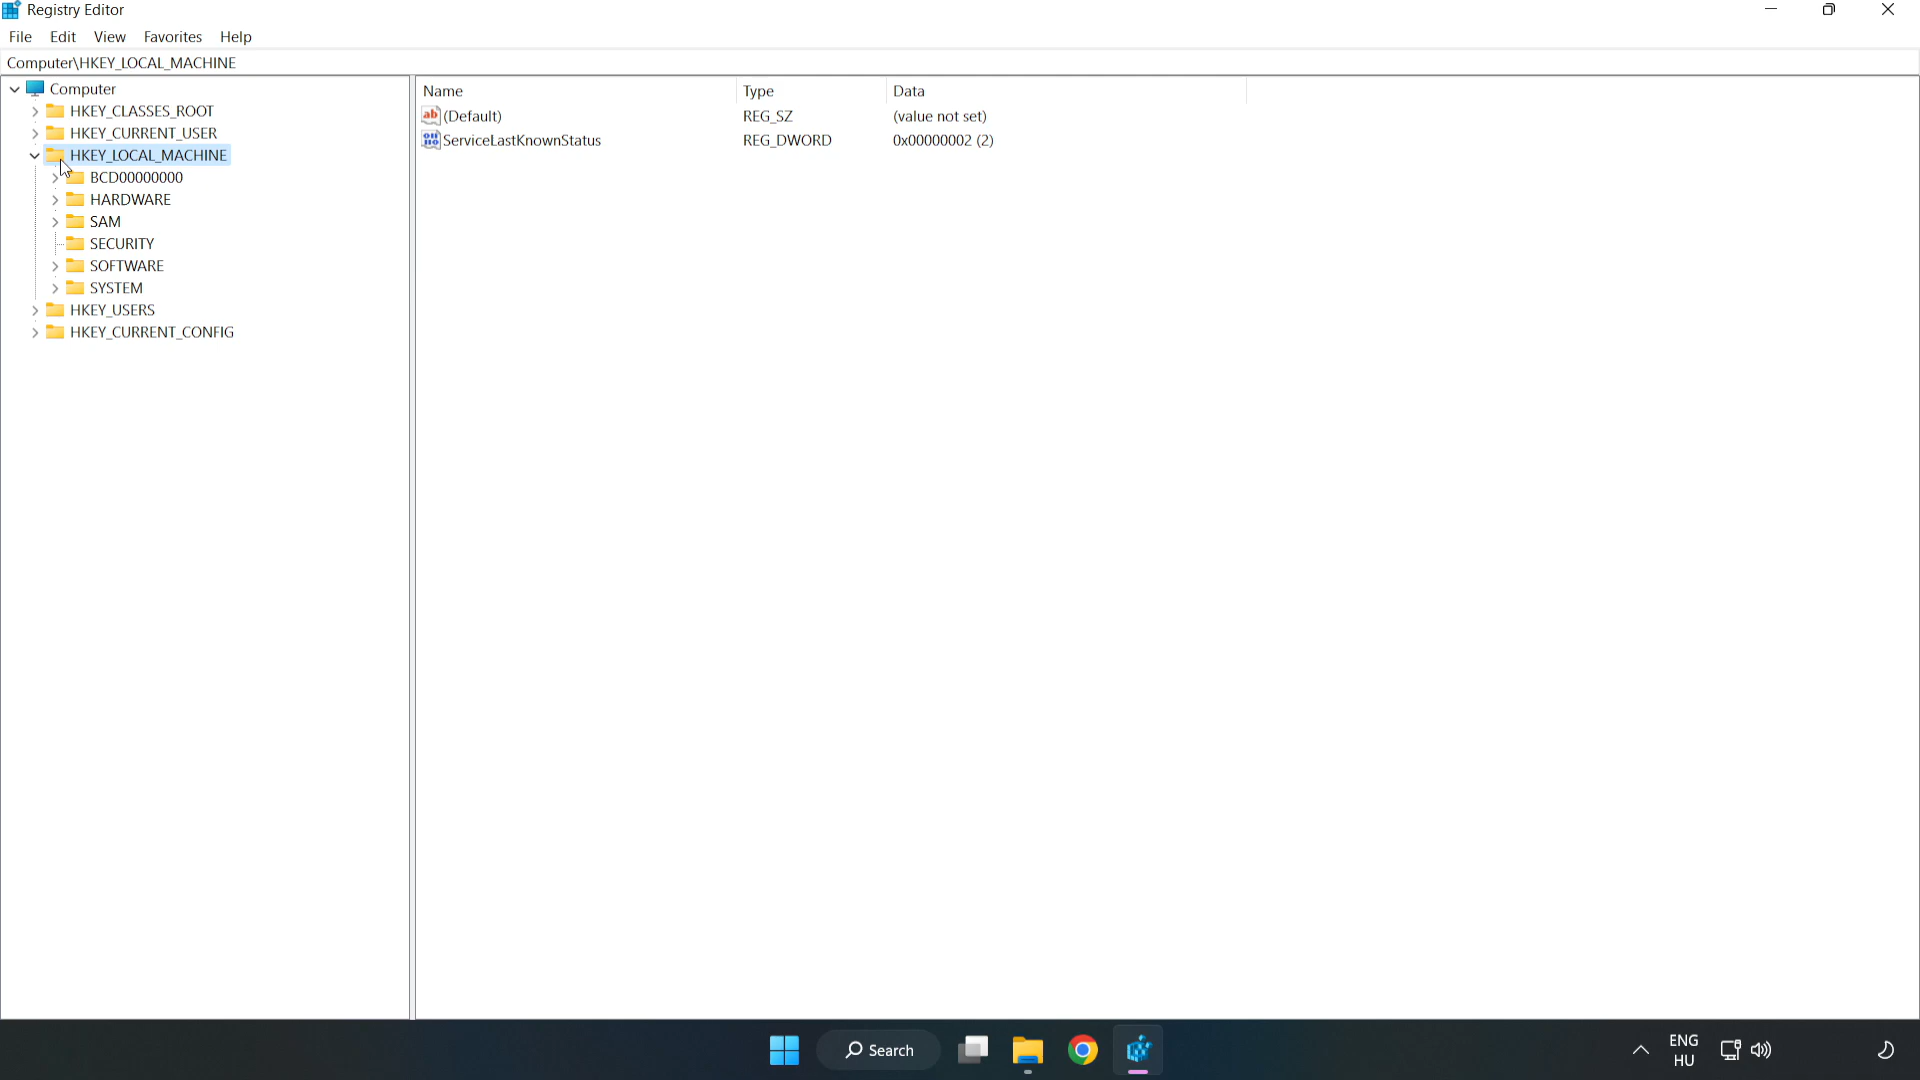 Registry Editor
File Edit View Favorites Help
Computer\HKEY_LOCAL_MACHINE
Computer
HKEY_CLASSES_ROOT
HKEY_CURRENT_USER
HKEY_LOCAL_MACHINE
BCD00000000
HARDWARE
SAM
SECURITY
SOFTWARE
SYSTEM
HKEY_USERS
HKEY_CURRENT_CONFIG
Name Type Data
(Default) REG_SZ (value not set)
ServiceLastKnownStatus REG_DWORD 0x00000002 (2)
Search
ENG
HU